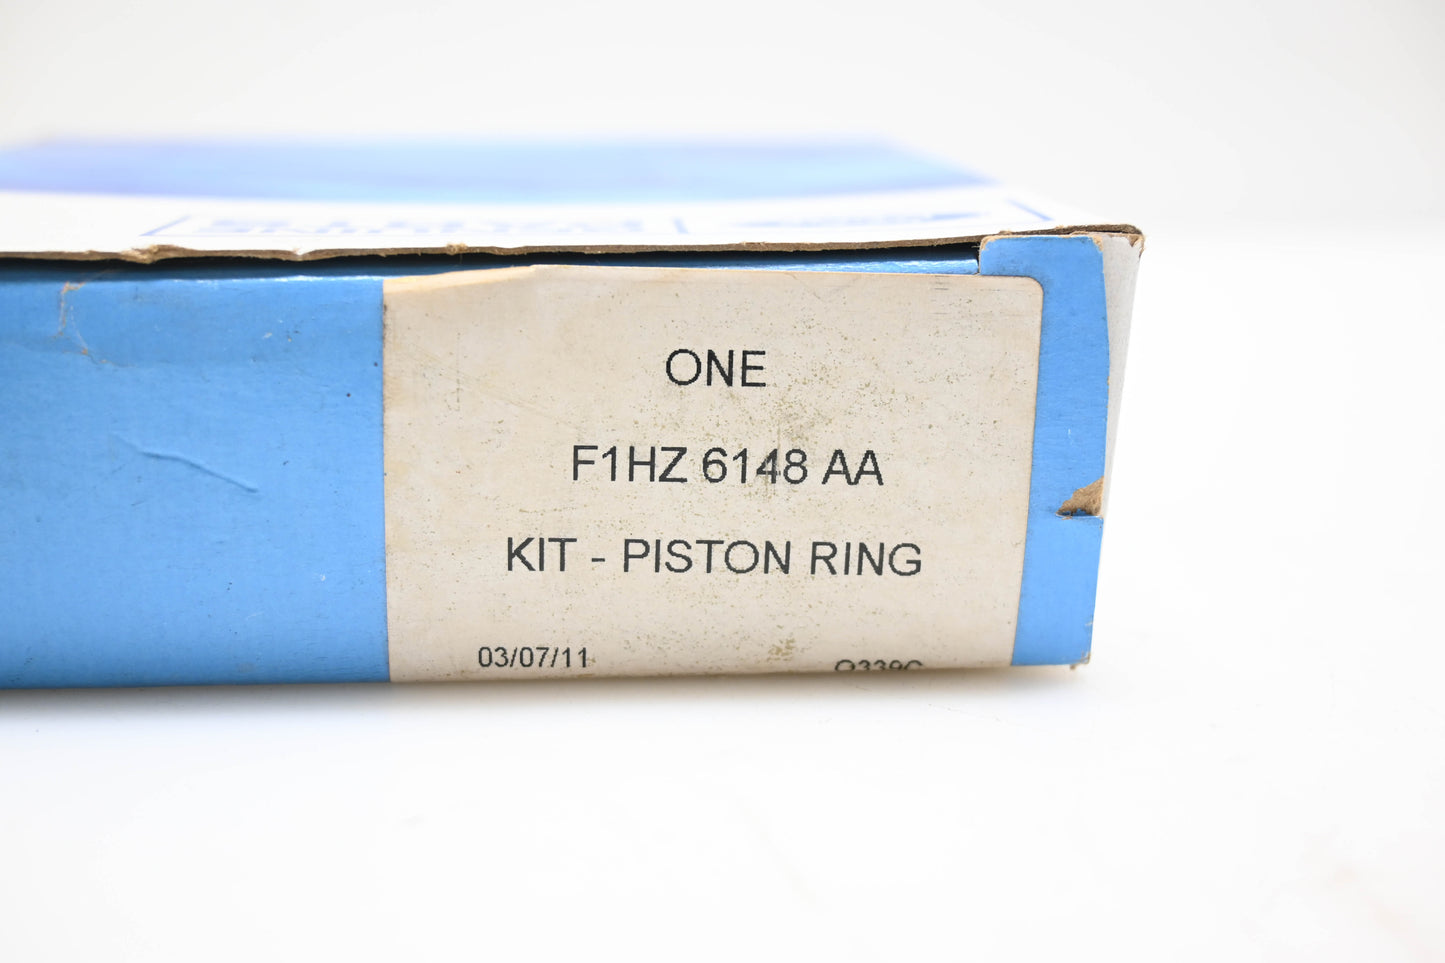 ONE
F1HZ 6148 AA
KIT - PISTON RING
03/07/11